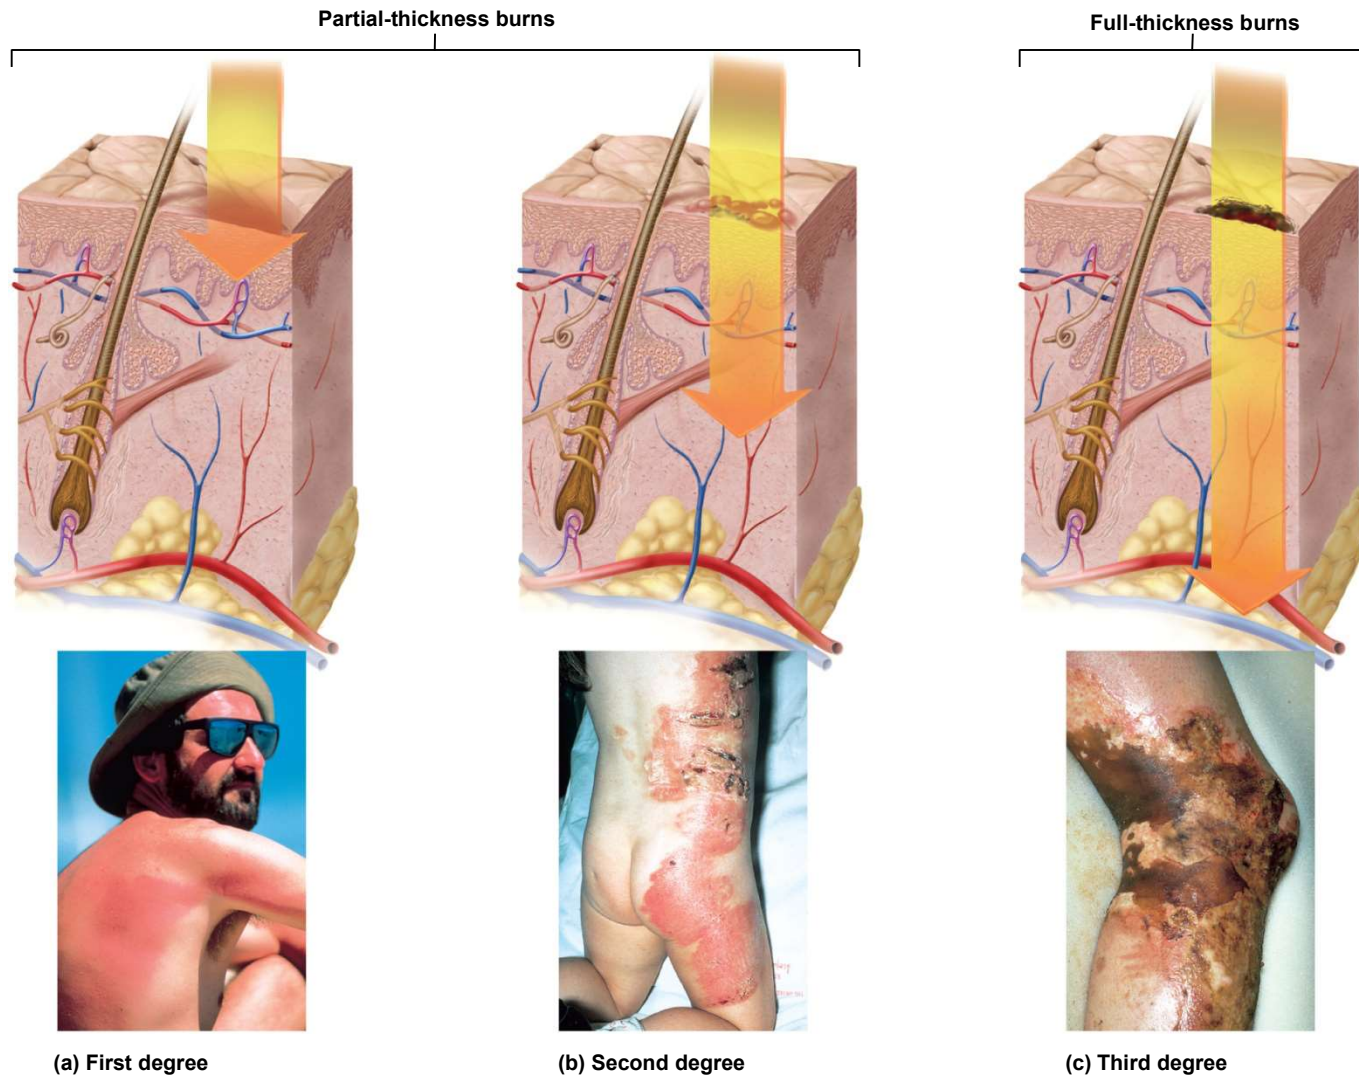 Partial-thickness burns
Full-thickness burns
(a) First degree
(b) Second degree
(c) Third degree